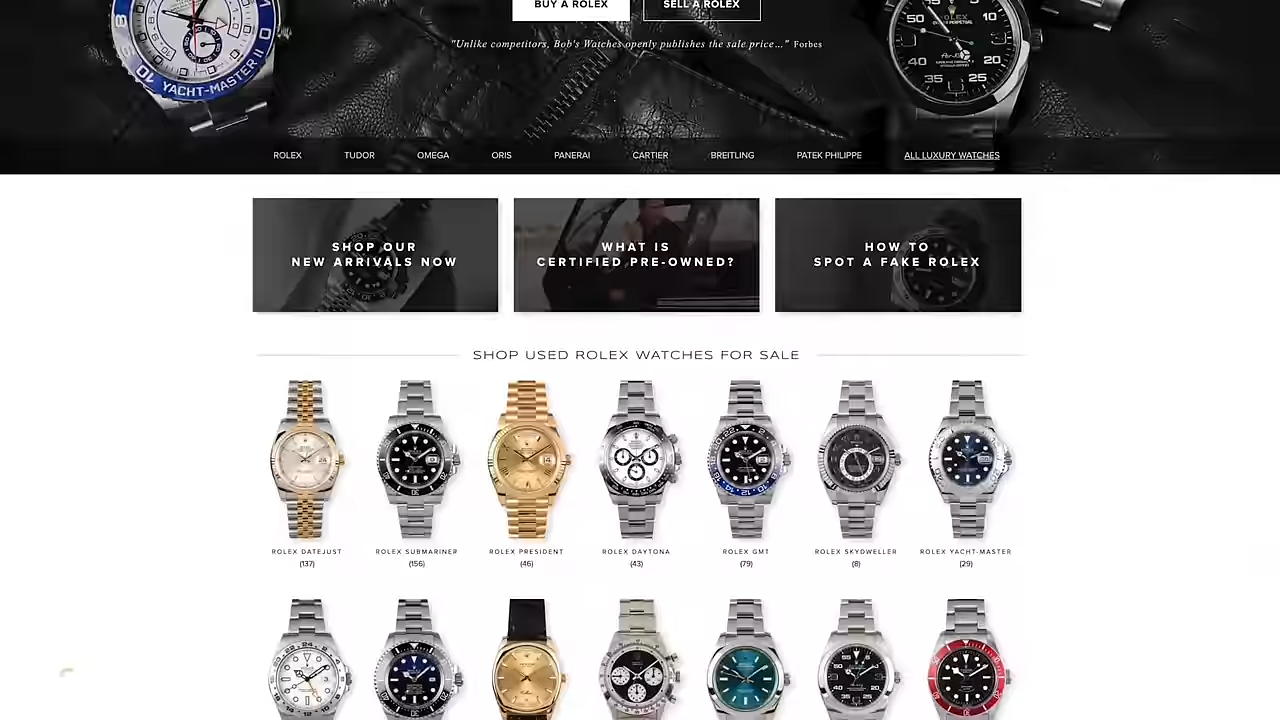 BUY A ROLEX
SELL A ROLEX
"Unlike competitors, Bob's Watches openly publishes the sale price..." Forbes
YACHT-MASTER II
ROLEX
TUDOR
OMEGA
ORIS
PANERAI
CARTIER
BREITLING
PATEK PHILIPPE
ALL LUXURY WATCHES
SHOP OUR
NEW ARRIVALS NOW
WHAT IS
CERTIFIED PRE-OWNED?
HOW TO
SPOT A FAKE ROLEX
SHOP USED ROLEX WATCHES FOR SALE
ROLEX DATEJUST
(137)
ROLEX SUBMARINER
(156)
ROLEX PRESIDENT
(46)
ROLEX DAYTONA
(43)
ROLEX GMT
(79)
ROLEX SKYDWELLER
(8)
ROLEX YACHT-MASTER
(29)